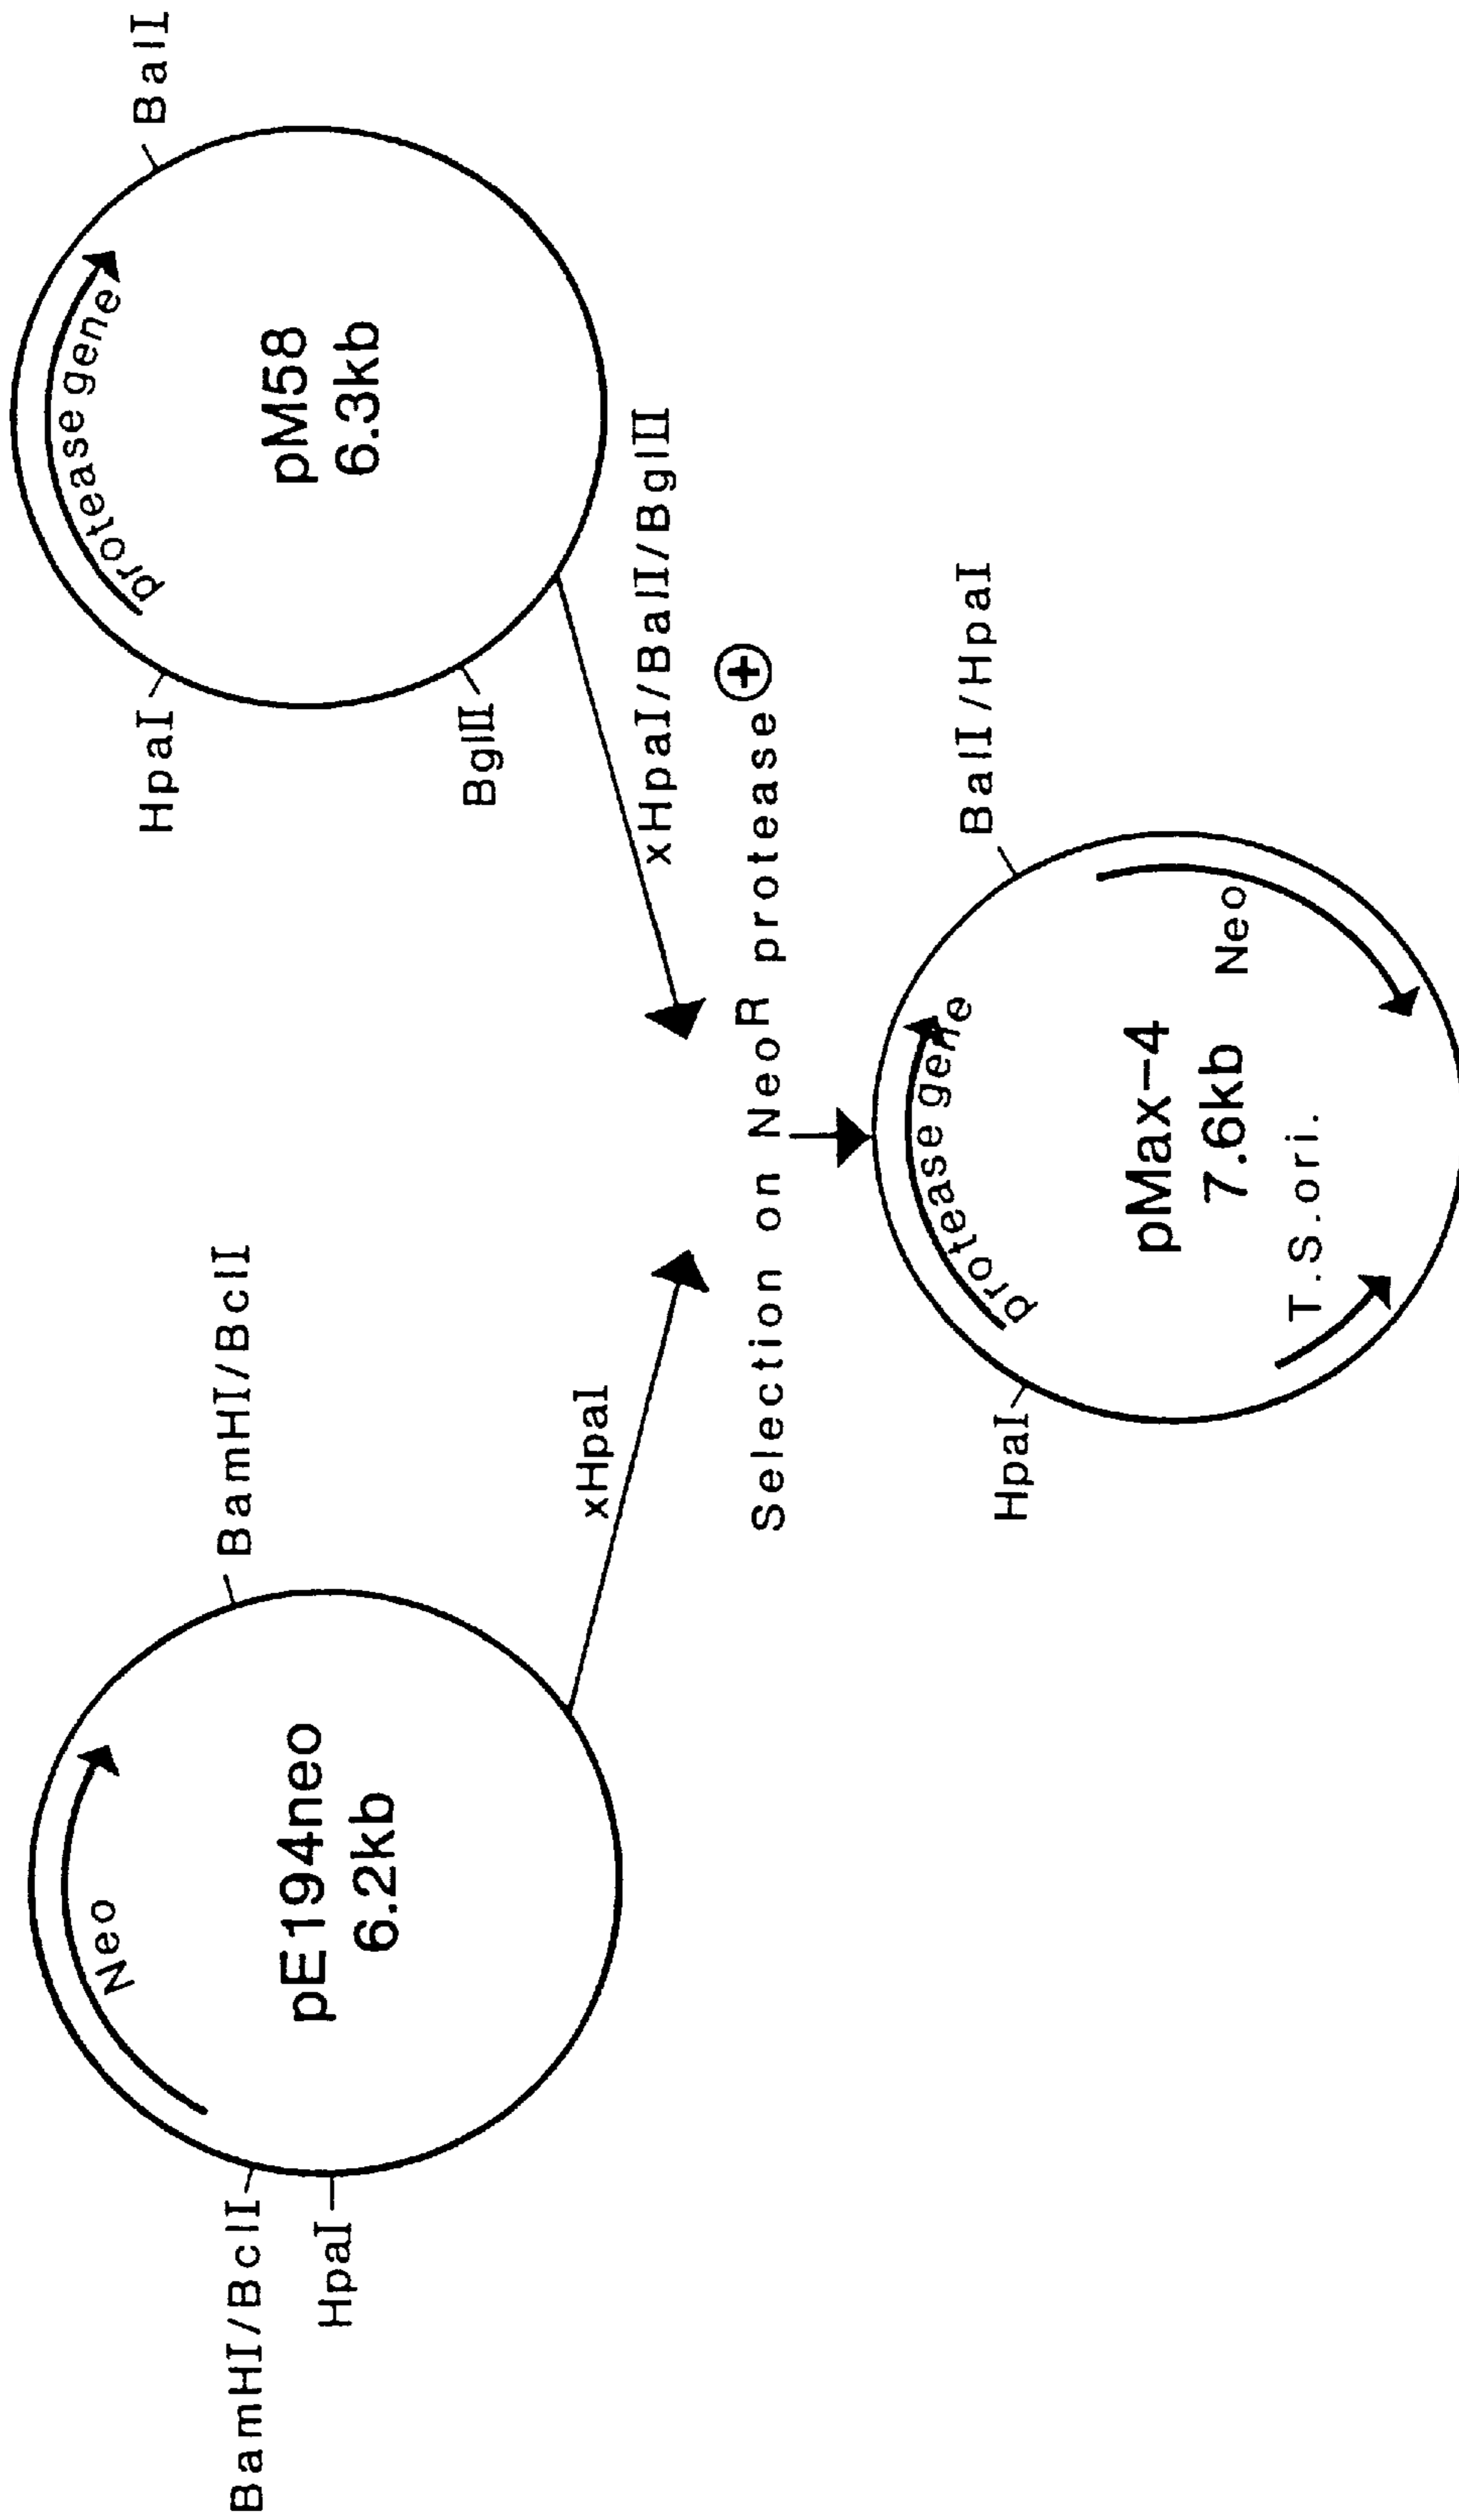 BamHI/BclI
HpaI
Neo
pE194neo
6.2kb
BamHI/BclI
HpaI
BglII
Protease gene
pM58
6.3kb
BalI
xHpaI
xHpaI/BalI/BglII
Selection on NeoR protease +
HpaI
Protease gene
pMax-4
7.6kb
T.S.ori.
Neo
BalI/HpaI